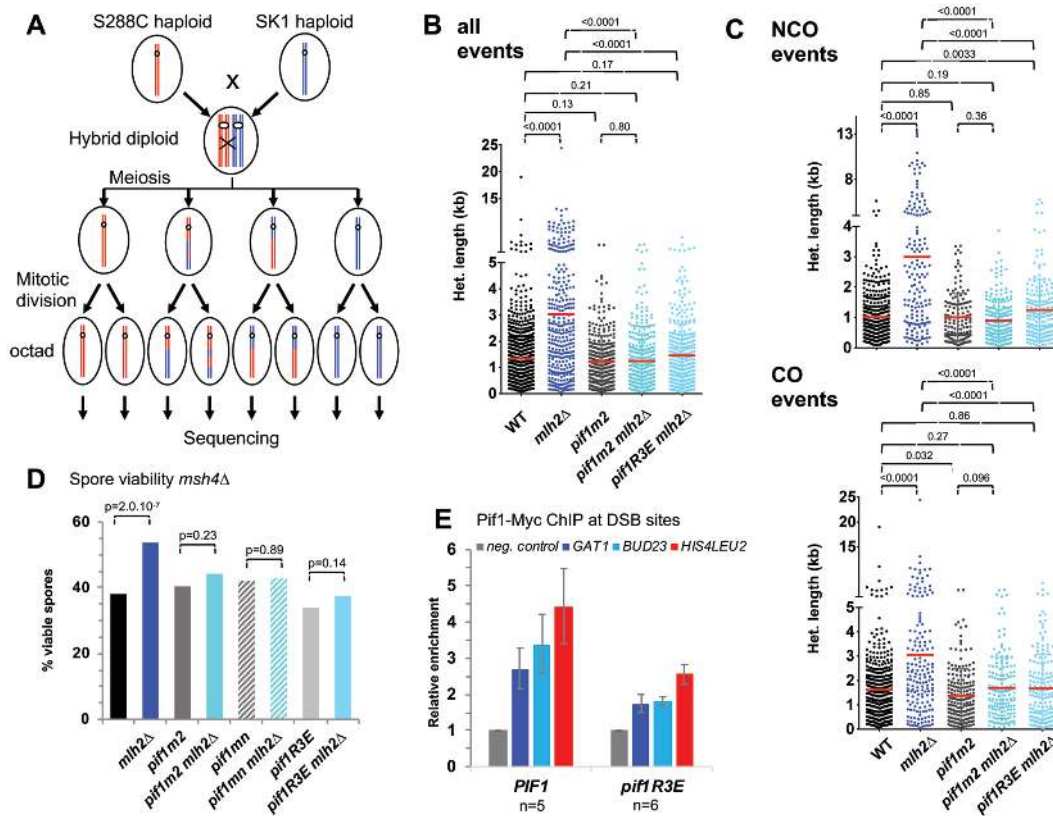 A
S288C haploid
SK1 haploid
X
Hybrid diploid
Meiosis
Mitotic
division
octad
Sequencing
B
all
events
<0.0001
<0.0001
0.17
0.21
0.13
<0.0001
0.80
Het. length (kb)
25
15
5
4
3
2
1
0
WT
mlh2Δ
pif1m2
pif1m2 mlh2Δ
pif1R3E mlh2Δ
C
NCO
events
<0.0001
<0.0001
0.0033
0.19
0.85
<0.0001
0.36
Het. length (kb)
13
8
4
3
2
1
0
CO
events
<0.0001
<0.0001
0.86
0.27
0.032
<0.0001
0.096
Het. length (kb)
25
15
5
4
3
2
1
0
WT
mlh2Δ
pif1m2
pif1m2 mlh2Δ
pif1R3E mlh2Δ
D
Spore viability msh4Δ
p=2.0.10-7
p=0.23
p=0.89
p=0.14
% viable spores
60
40
20
0
mlh2Δ
pif1m2
pif1m2 mlh2Δ
pif1mn
pif1mn mlh2Δ
pif1R3E
pif1R3E mlh2Δ
E
Pif1-Myc ChIP at DSB sites
neg. control GAT1 BUD23 HIS4LEU2
Relative enrichment
6
5
4
3
2
1
0
PIF1
pif1R3E
n=5
n=6